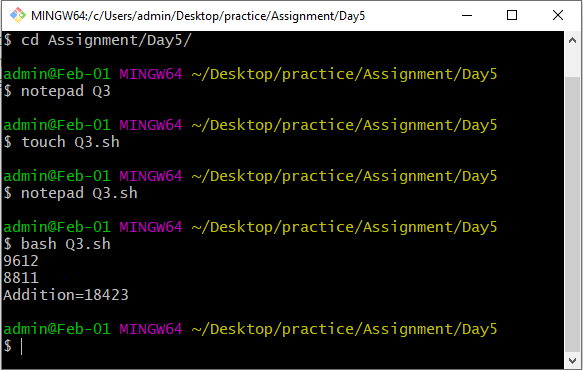 MINGW64:/c/Users/admin/Desktop/practice/Assignment/Day5
$ cd Assignment/Day5/
admin@Feb-01 MINGW64 ~/Desktop/practice/Assignment/Day5
$ notepad Q3
admin@Feb-01 MINGW64 ~/Desktop/practice/Assignment/Day5
$ touch Q3.sh
admin@Feb-01 MINGW64 ~/Desktop/practice/Assignment/Day5
$ notepad Q3.sh
admin@Feb-01 MINGW64 ~/Desktop/practice/Assignment/Day5
$ bash Q3.sh
9612
8811
Addition=18423
admin@Feb-01 MINGW64 ~/Desktop/practice/Assignment/Day5
$